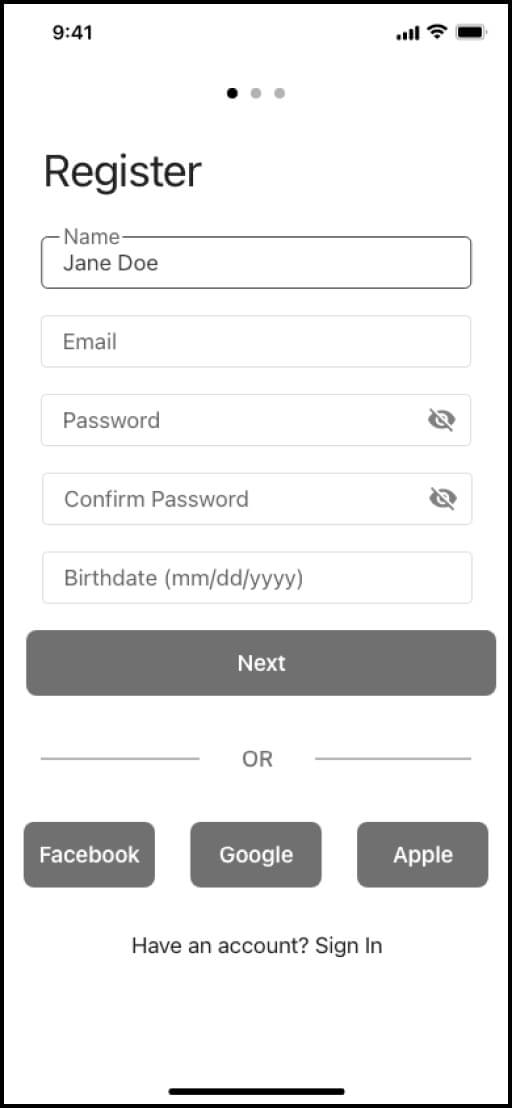 9:41
Register
Name
Jane Doe
Email
Password
Confirm Password
Birthdate (mm/dd/yyyy)
Next
OR
Facebook Google Apple
Have an account? Sign In